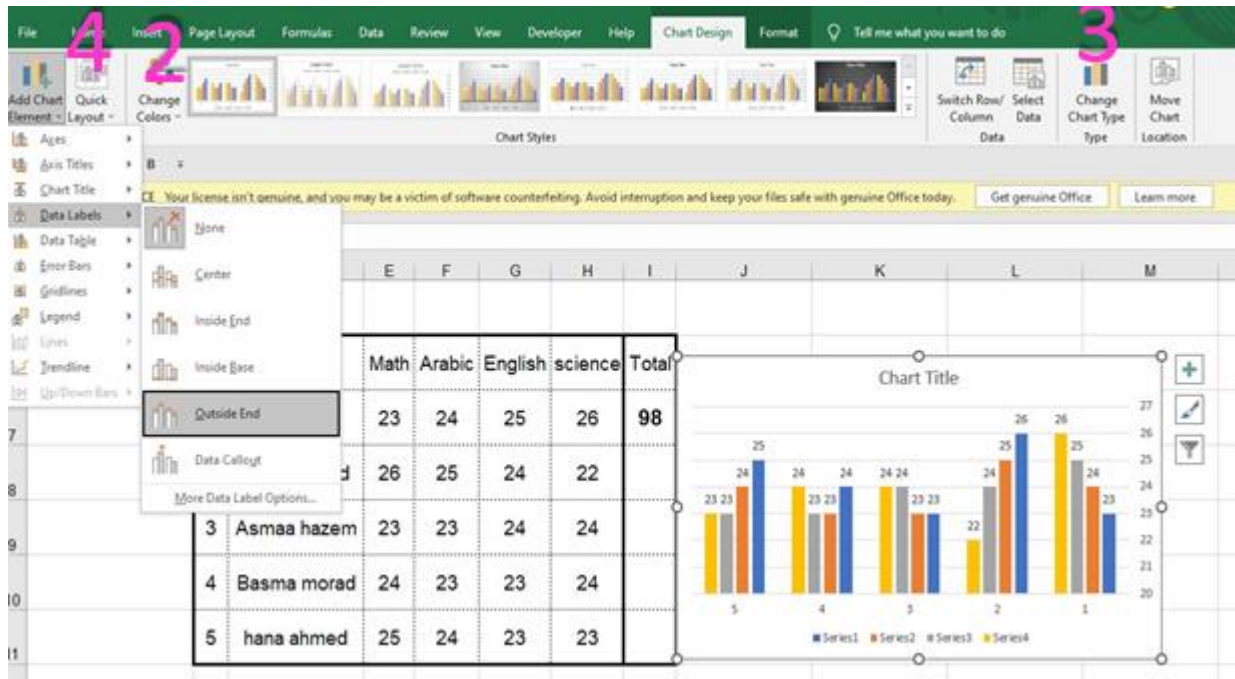 File Insert Page Layout Formulas Data Review View Developer Help Chart Design Format Tell me what you want to do
4 2 3
Add Chart Element Quick Layout Change Colors Switch Row/ Column Select Data Change Chart Type Move Chart
Chart Styles Data Type Location
Axes
Axis Titles
Chart Title
Data Labels
Data Table
Error Bars
Gridlines
Legend
Lines
Trendline
Up/Down Bars
B
Your license isn't genuine, and you may be a victim of software counterfeiting. Avoid interruption and keep your files safe with genuine Office today. Get genuine Office Learn more
None
Center
Inside End
Inside Base
Outside End
Data Callout
More Data Label Options...
E F G H I J K L M
Math Arabic English science Total
7 23 24 25 26 98
8 26 25 24 22
9 3 Asmaa hazem 23 23 24 24
10 4 Basma morad 24 23 23 24
11 5 hana ahmed 25 24 23 23
Chart Title
23 23 24 25
24 23 23 24
24 24 23 23
22 24 25 26
26 25 24 23
27
26
25
24
23
22
21
20
5 4 3 2 1
Series1 Series2 Series3 Series4